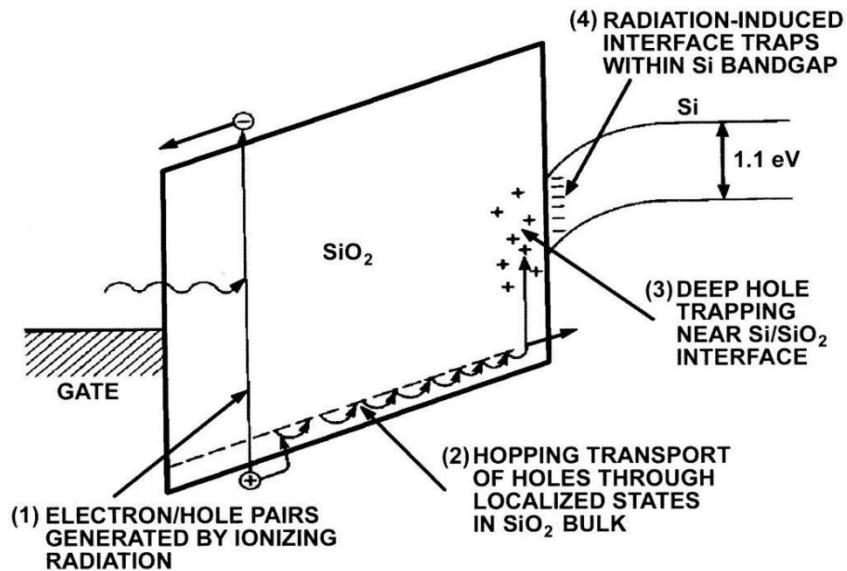 (4) RADIATION-INDUCED
INTERFACE TRAPS
WITHIN Si BANDGAP
Si
1.1 eV
SiO₂
(3) DEEP HOLE
TRAPPING
NEAR Si/SiO₂
INTERFACE
GATE
(2) HOPPING TRANSPORT
OF HOLES THROUGH
LOCALIZED STATES
IN SiO₂ BULK
(1) ELECTRON/HOLE PAIRS
GENERATED BY IONIZING
RADIATION